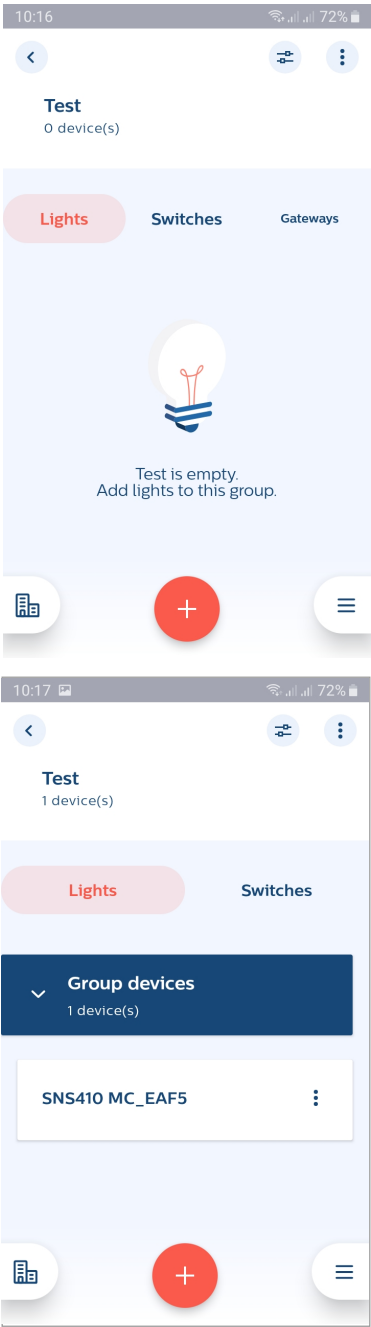 10:16
72%
Test
0 device(s)
Lights
Switches
Gateways
Test is empty.
Add lights to this group.
10:17
72%
Test
1 device(s)
Lights
Switches
Group devices
1 device(s)
SNS410 MC_EAF5